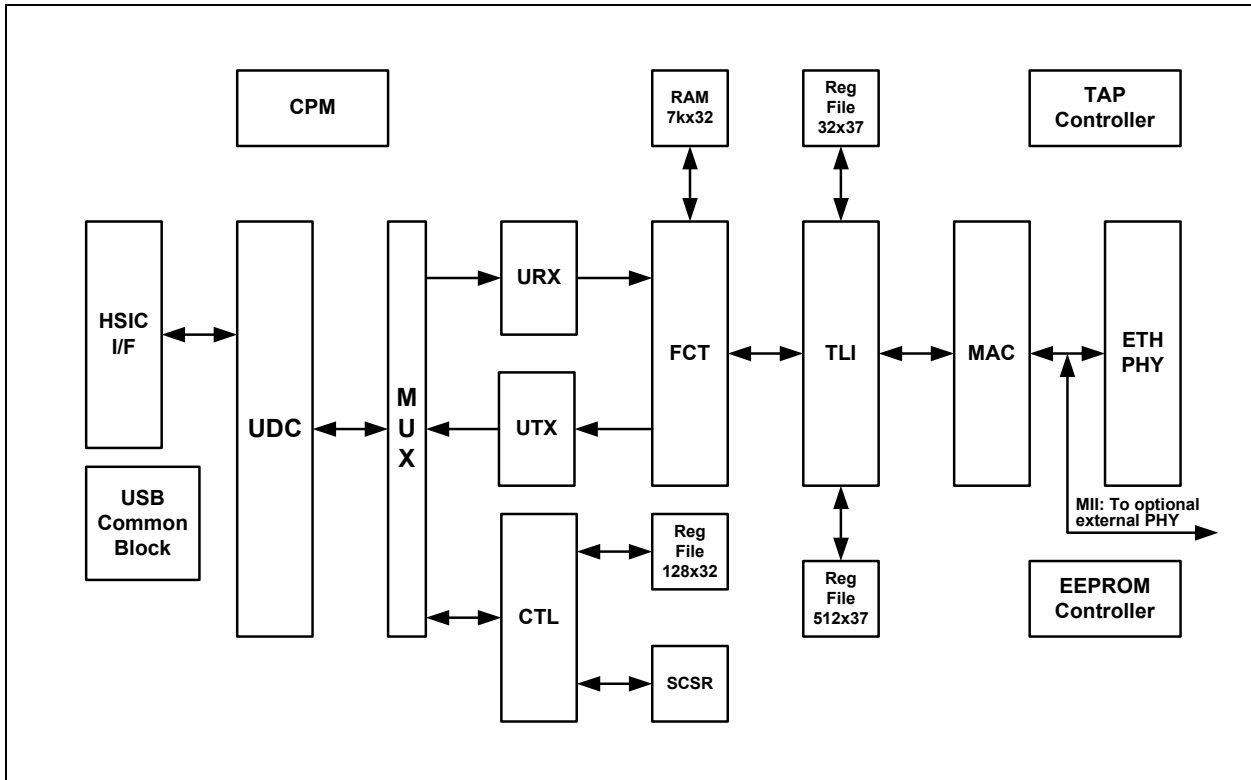 CPM
RAM
7kx32
Reg
File
32x37
TAP
Controller
HSIC
I/F
UDC
M
U
X
URX
UTX
FCT
TLI
MAC
ETH
PHY
USB
Common
Block
CTL
Reg
File
128x32
SCSR
Reg
File
512x37
MII: To optional
external PHY
EEPROM
Controller